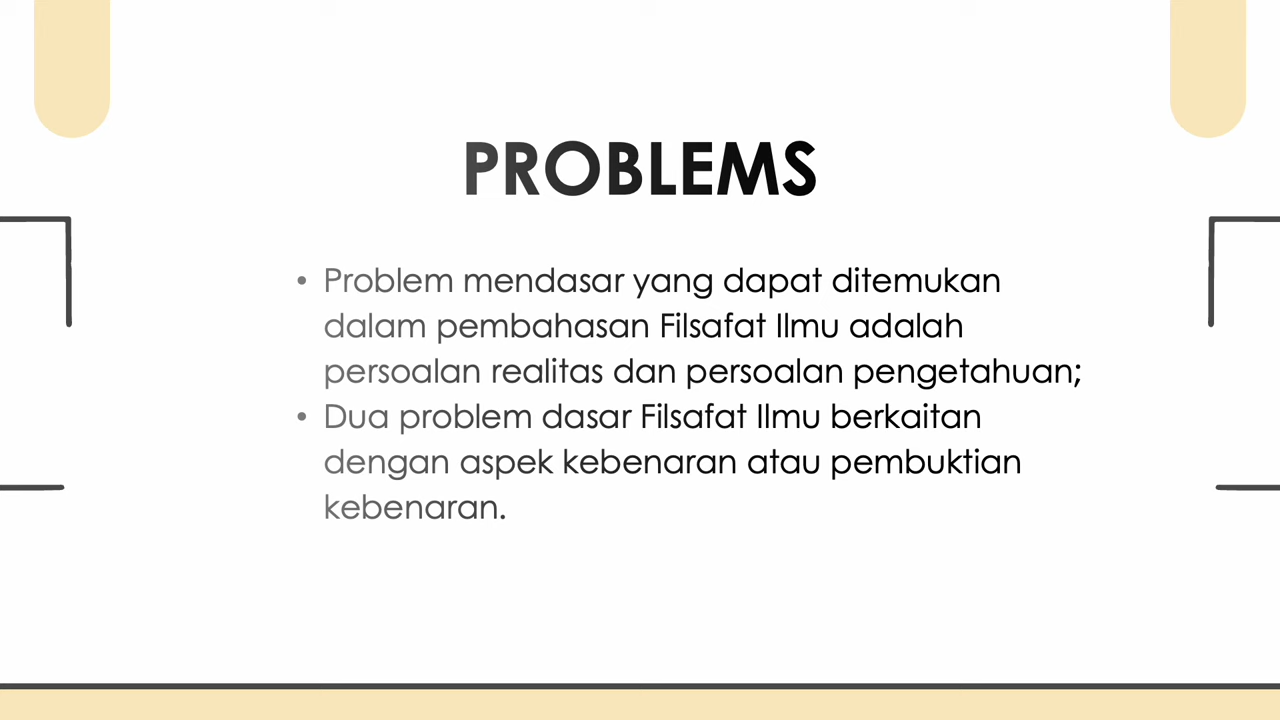 PROBLEMS
• Problem mendasar yang dapat ditemukan
dalam pembahasan Filsafat Ilmu adalah
persoalan realitas dan persoalan pengetahuan;
• Dua problem dasar Filsafat Ilmu berkaitan
dengan aspek kebenaran atau pembuktian
kebenaran.